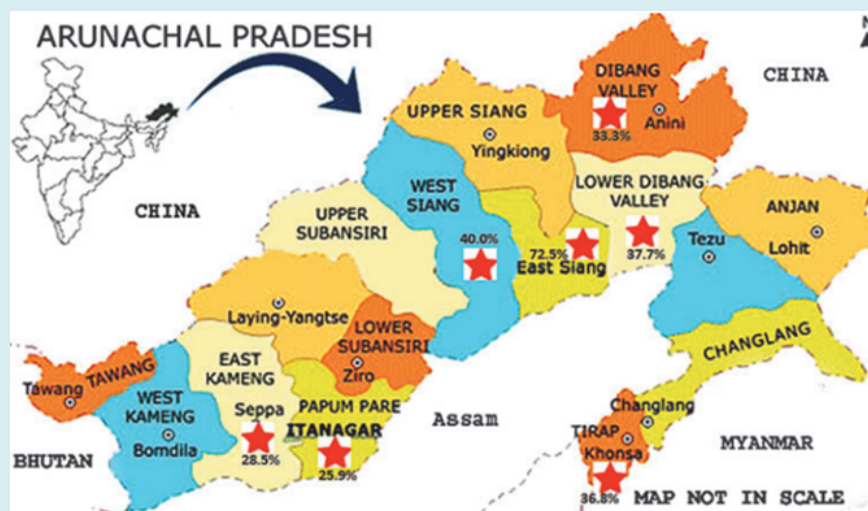 ARUNACHAL PRADESH
N
DIBANG
VALLEY
CHINA
Anini
33.3%
UPPER SIANG
Yingkiong
WEST
SIANG
LOWER DIBANG
VALLEY
ANJAN
Lohit
CHINA
UPPER
SUBANSIRI
40.0%
72.5%
East Siang
37.7%
Tezu
Laying-Yangtse
LOWER
SUBANSIRI
Ziro
CHANGLANG
TAWANG
Tawang
EAST
KAMENG
WEST
KAMENG
Seppa
PAPUM PARE
ITANAGAR
Assam
Changlang
TIRAP
Khonsa
MYANMAR
BHUTAN
Bomdila
28.5%
25.9%
36.8%
MAP NOT IN SCALE